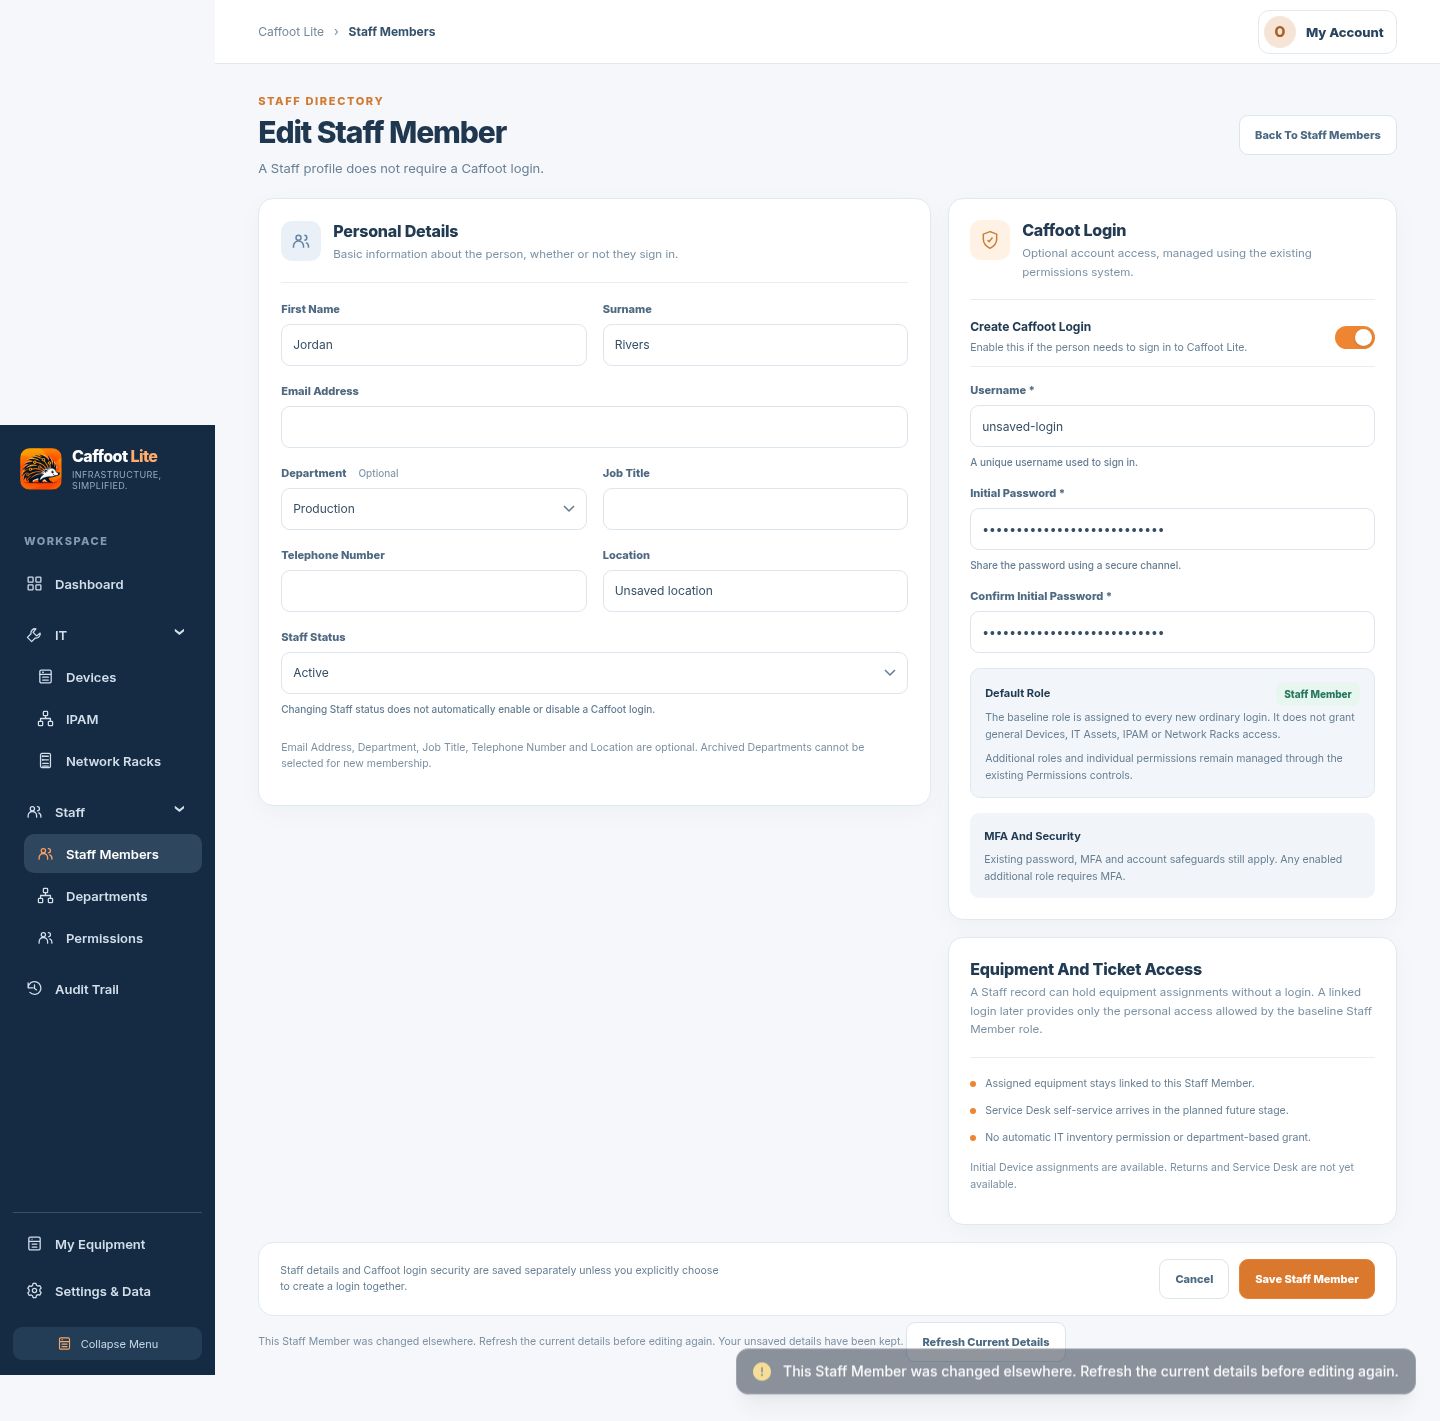 Caffoot Lite › Staff Members
O My Account
STAFF DIRECTORY
Edit Staff Member
Back To Staff Members
A Staff profile does not require a Caffoot login.
Personal Details
Basic information about the person, whether or not they sign in.
First Name
Surname
Jordan
Rivers
Email Address
Department Optional
Job Title
Production
Telephone Number
Location
Unsaved location
Staff Status
Active
Changing Staff status does not automatically enable or disable a Caffoot login.
Email Address, Department, Job Title, Telephone Number and Location are optional. Archived Departments cannot be
selected for new membership.
Caffoot Login
Optional account access, managed using the existing
permissions system.
Create Caffoot Login
Enable this if the person needs to sign in to Caffoot Lite.
Username *
unsaved-login
A unique username used to sign in.
Initial Password *
•••••••••••••••••••••••••••
Share the password using a secure channel.
Confirm Initial Password *
•••••••••••••••••••••••••••
Default Role
Staff Member
The baseline role is assigned to every new ordinary login. It does not grant
general Devices, IT Assets, IPAM or Network Racks access.
Additional roles and individual permissions remain managed through the
existing Permissions controls.
MFA And Security
Existing password, MFA and account safeguards still apply. Any enabled
additional role requires MFA.
Equipment And Ticket Access
A Staff record can hold equipment assignments without a login. A linked
login later provides only the personal access allowed by the baseline Staff
Member role.
Assigned equipment stays linked to this Staff Member.
Service Desk self-service arrives in the planned future stage.
No automatic IT inventory permission or department-based grant.
Initial Device assignments are available. Returns and Service Desk are not yet
available.
Staff details and Caffoot login security are saved separately unless you explicitly choose
to create a login together.
Cancel
Save Staff Member
This Staff Member was changed elsewhere. Refresh the current details before editing again. Your unsaved details have been kept.
Refresh Current Details
! This Staff Member was changed elsewhere. Refresh the current details before editing again.
Caffoot Lite
INFRASTRUCTURE,
SIMPLIFIED.
WORKSPACE
Dashboard
IT
Devices
IPAM
Network Racks
Staff
Staff Members
Departments
Permissions
Audit Trail
My Equipment
Settings & Data
Collapse Menu